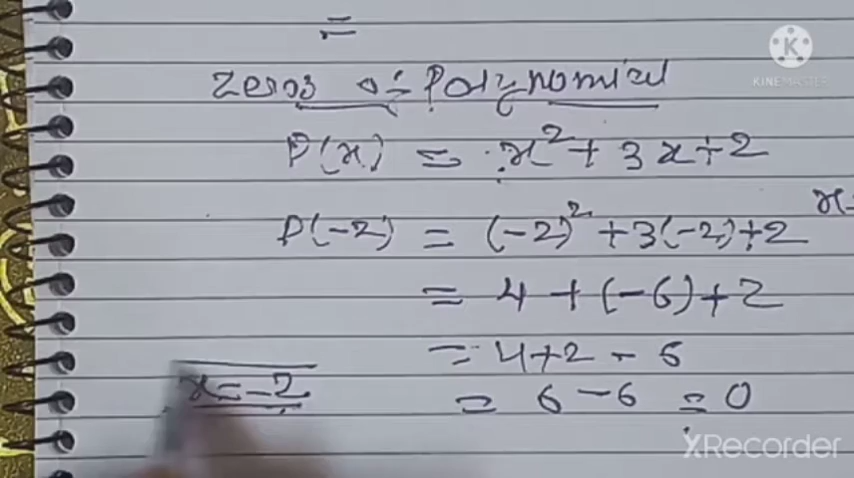 =
Zeros of Polynomial
KINEMASTER
P(x) = x² + 3x+2
x=
P(-2) = (-2)² +3(-2)+2
= 4 + (-6)+2
= 4+2 - 6
x=-2
= 6-6 = 0
XRecorder